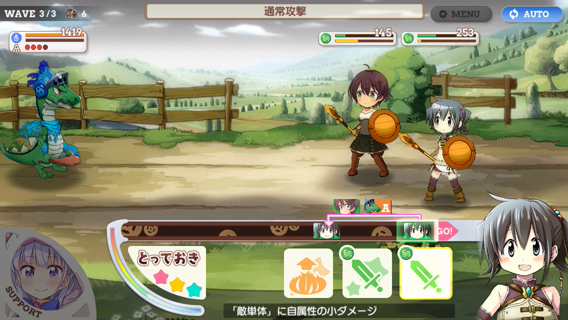 WAVE 3/3 6
通常攻撃
MENU
AUTO
1419
A
145
253
A
GO!
とっておき
SUPPORT
「敵単体」に自属性の小ダメージ